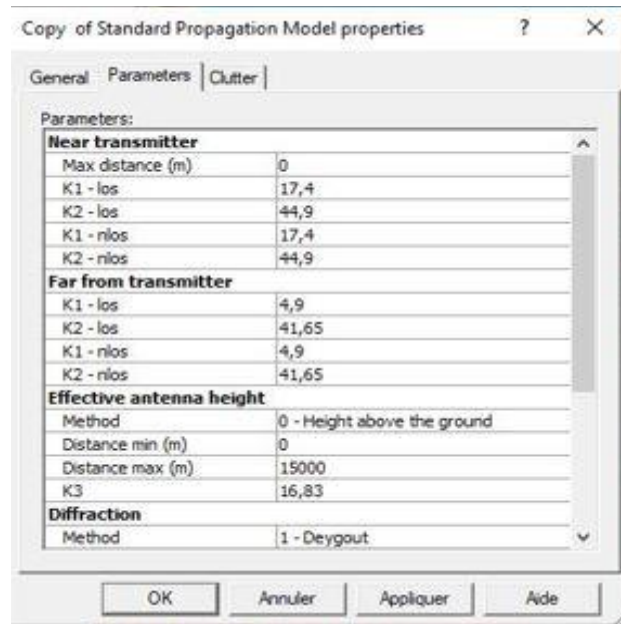 Copy of Standard Propagation Model properties ? ×
General Parameters Clutter
Parameters:
Near transmitter
Max distance (m) 0
K1 - los 17,4
K2 - los 44,9
K1 - nlos 17,4
K2 - nlos 44,9
Far from transmitter
K1 - los 4,9
K2 - los 41,65
K1 - nlos 4,9
K2 - nlos 41,65
Effective antenna height
Method 0 - Height above the ground
Distance min (m) 0
Distance max (m) 15000
K3 16,83
Diffraction
Method 1 - Deygout
OK Annuler Appliquer Aide